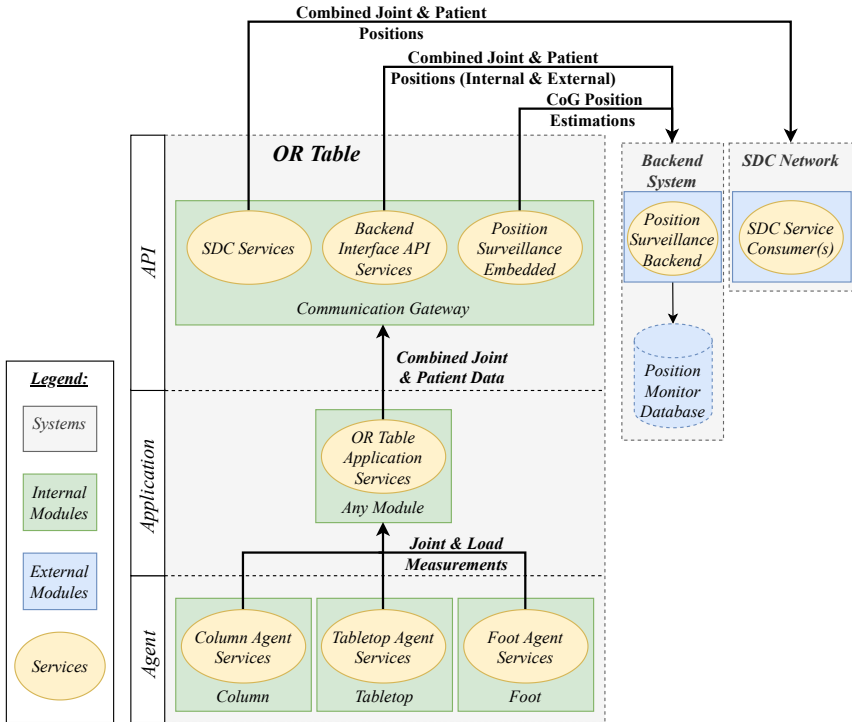 Combined Joint & Patient
Positions
Combined Joint & Patient
Positions (Internal & External)
CoG Position
Estimations
OR Table
Backend
System
SDC Network
API
SDC Services
Backend
Interface API
Services
Position
Surveillance
Embedded
Communication Gateway
Position
Surveillance
Backend
SDC Service
Consumer(s)
Position
Monitor
Database
Combined Joint
& Patient Data
Application
OR Table
Application
Services
Any Module
Joint & Load
Measurements
Agent
Column Agent
Services
Column
Tabletop Agent
Services
Tabletop
Foot Agent
Services
Foot
Legend:
Systems
Internal
Modules
External
Modules
Services